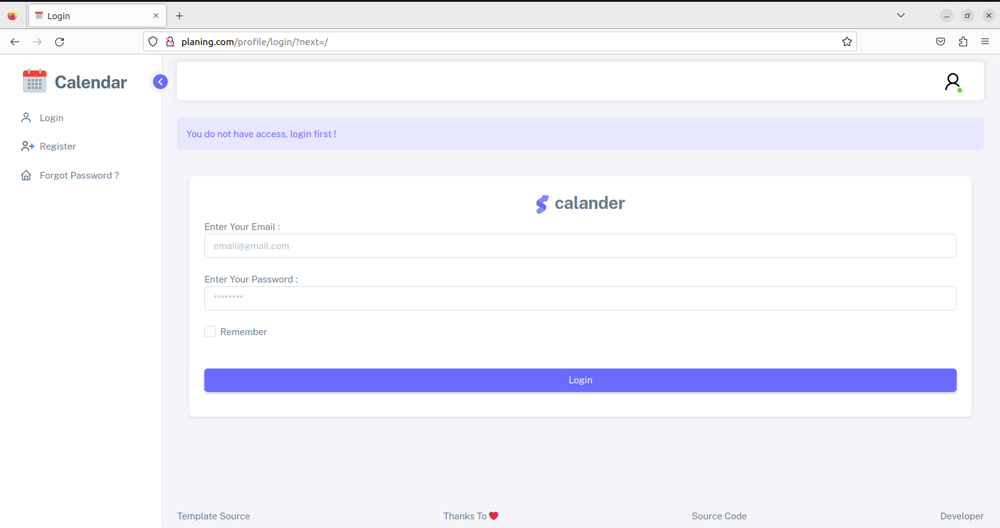 Login
planing.com/profile/login/?next=/
Calendar
Login
Register
Forgot Password ?
You do not have access, login first !
calander
Enter Your Email :
email@gmail.com
Enter Your Password :
********
Remember
Login
Template Source
Thanks To ❤
Source Code
Developer